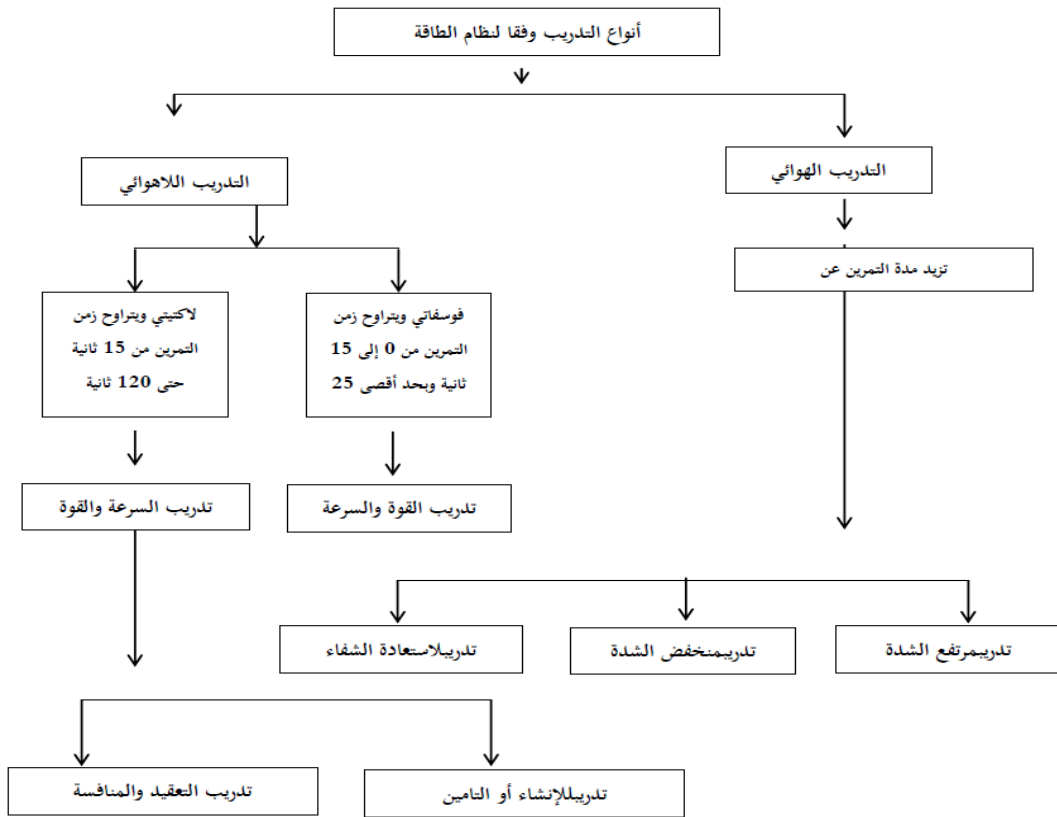 أنواع التدريب وفقا لنظام الطاقة
التدريب الهوائي
التدريب اللاهوائي
تزيد مدة التمرين عن
فوسفاتي ويتراوح زمن
التمرين من 0 إلى 15
ثانية وبحد أقصى 25
لاكتيتي ويتراوح زمن
التمرين من 15 ثانية
حتى 120 ثانية
تدريب القوة والسرعة
تدريب السرعة والقوة
تدريبمرتفع الشدة
تدريبمنخفض الشدة
تدريبلاستعادة الشفاء
تدريبللإنشاء أو التامين
تدريب التعقيد والمنافسة